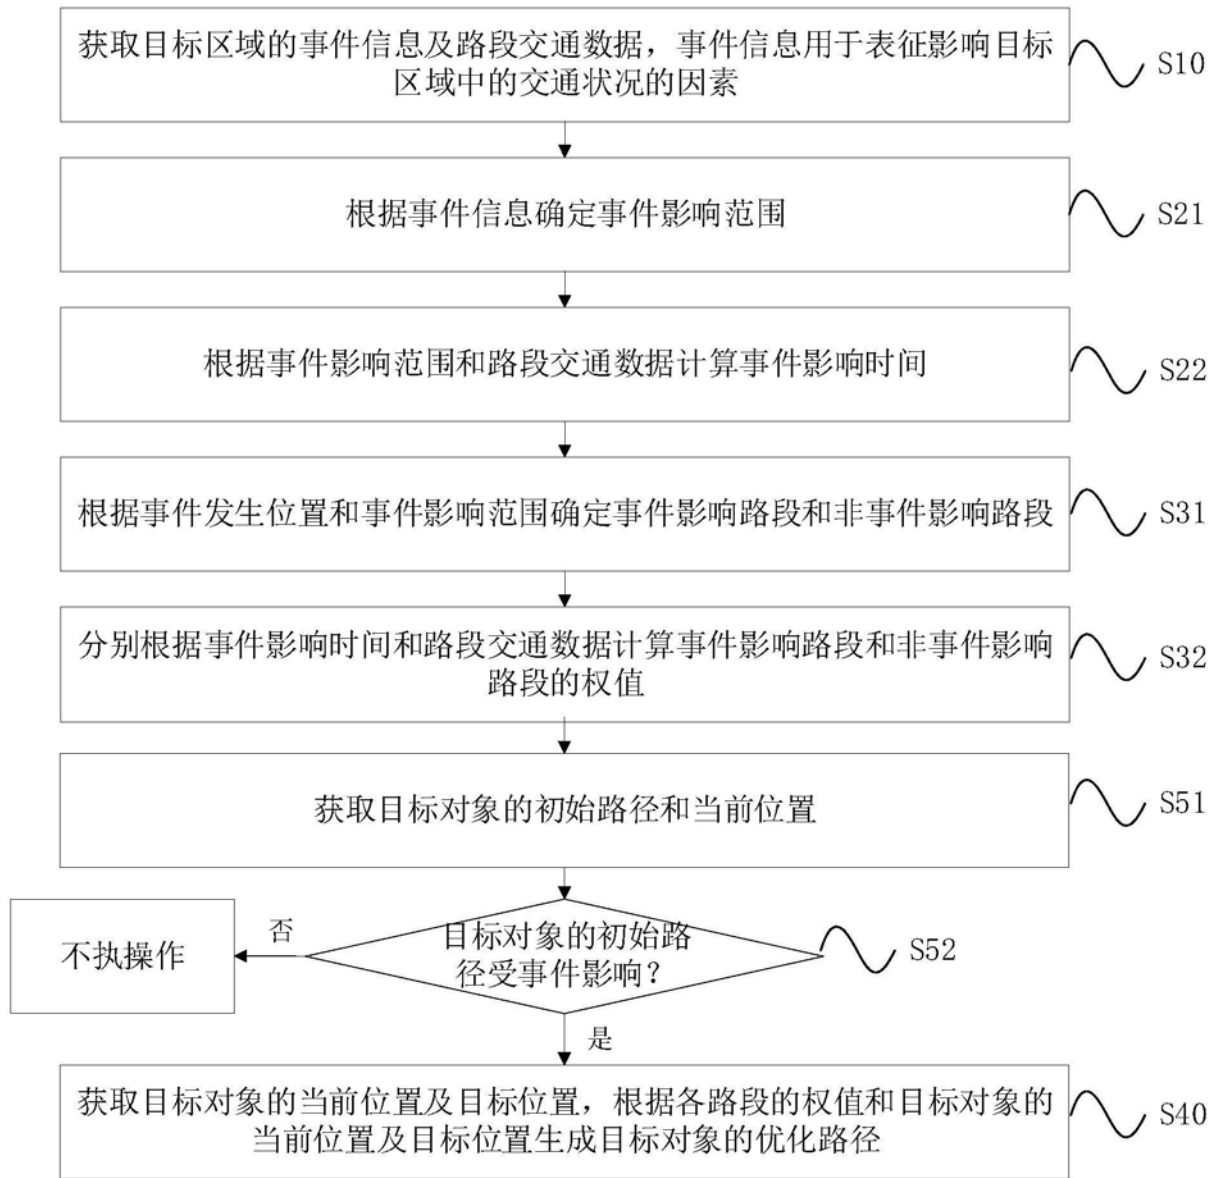 获取目标区域的事件信息及路段交通数据，事件信息用于表征影响目标
区域中的交通状况的因素
S10
根据事件信息确定事件影响范围
S21
根据事件影响范围和路段交通数据计算事件影响时间
S22
根据事件发生位置和事件影响范围确定事件影响路段和非事件影响路段
S31
分别根据事件影响时间和路段交通数据计算事件影响路段和非事件影响
路段的权值
S32
获取目标对象的初始路径和当前位置
S51
目标对象的初始路
径受事件影响？
S52
否
不执操作
是
获取目标对象的当前位置及目标位置，根据各路段的权值和目标对象的
当前位置及目标位置生成目标对象的优化路径
S40